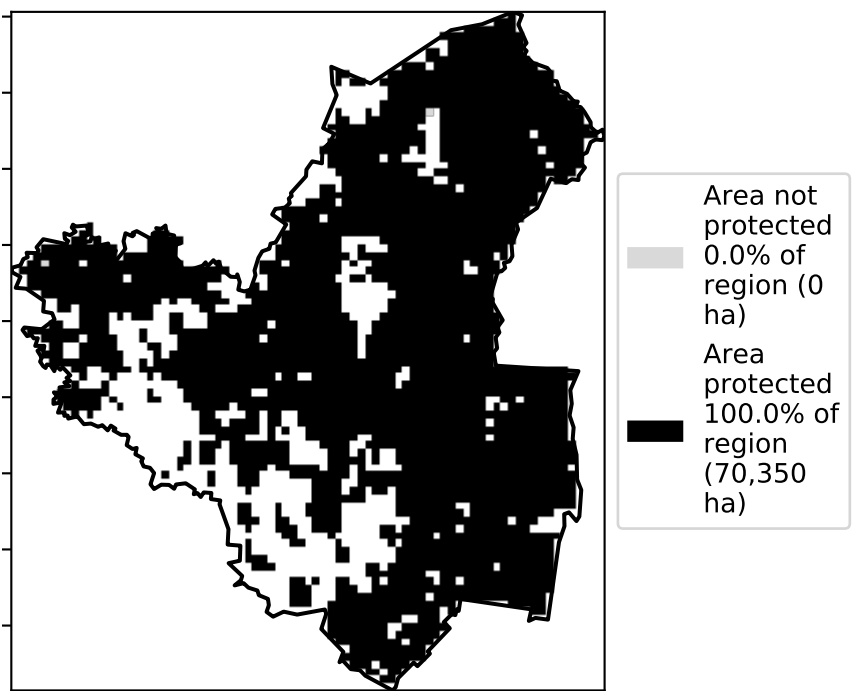 Area not
protected
0.0% of
region (0
ha)
Area
protected
100.0% of
region
(70,350
ha)